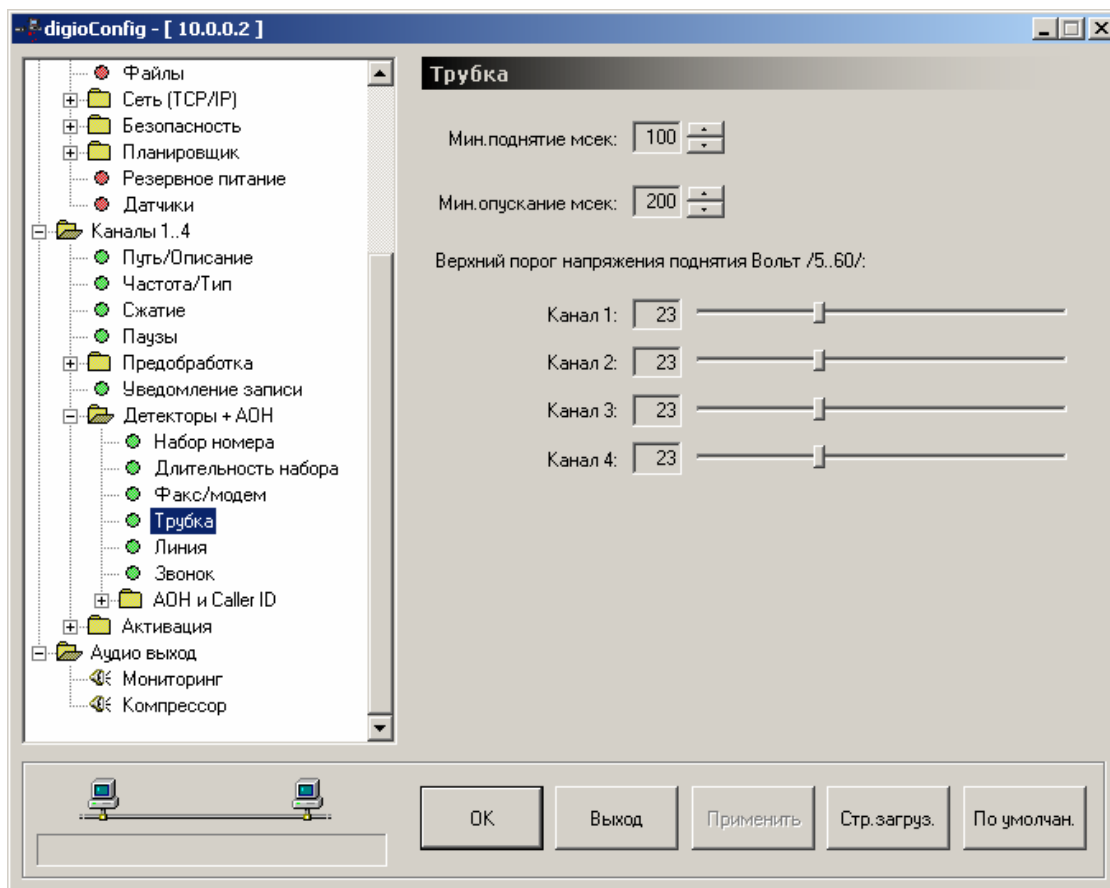 digioConfig - [ 10.0.0.2 ]
Файлы
Сеть (TCP/IP)
Безопасность
Планировщик
Резервное питание
Датчики
Каналы 1..4
Путь/Описание
Частота/Тип
Сжатие
Паузы
Предобработка
Уведомление записи
Детекторы + АОН
Набор номера
Длительность набора
Факс/модем
Трубка
Линия
Звонок
АОН и Caller ID
Активация
Аудио выход
Мониторинг
Компрессор
Трубка
Мин.поднятие мсек: 100
Мин.опускание мсек: 200
Верхний порог напряжения поднятия Вольт /5..60/:
Канал 1: 23
Канал 2: 23
Канал 3: 23
Канал 4: 23
OK Выход Применить Стр.загруз. По умолчан.